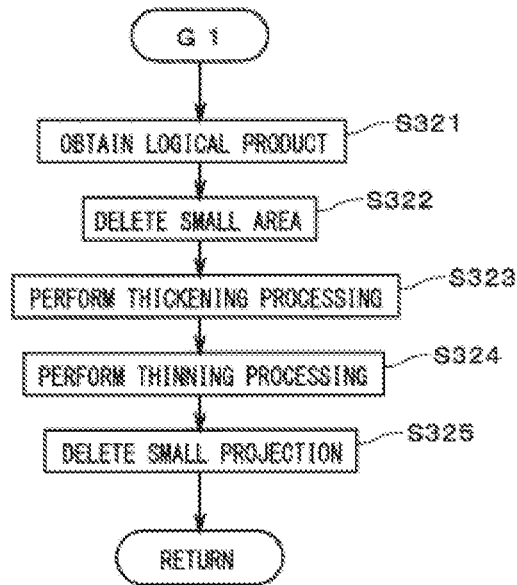 G 1
OBTAIN LOGICAL PRODUCT
S321
DELETE SMALL AREA
S322
PERFORM THICKENING PROCESSING
S323
PERFORM THINNING PROCESSING
S324
DELETE SMALL PROJECTION
S325
RETURN